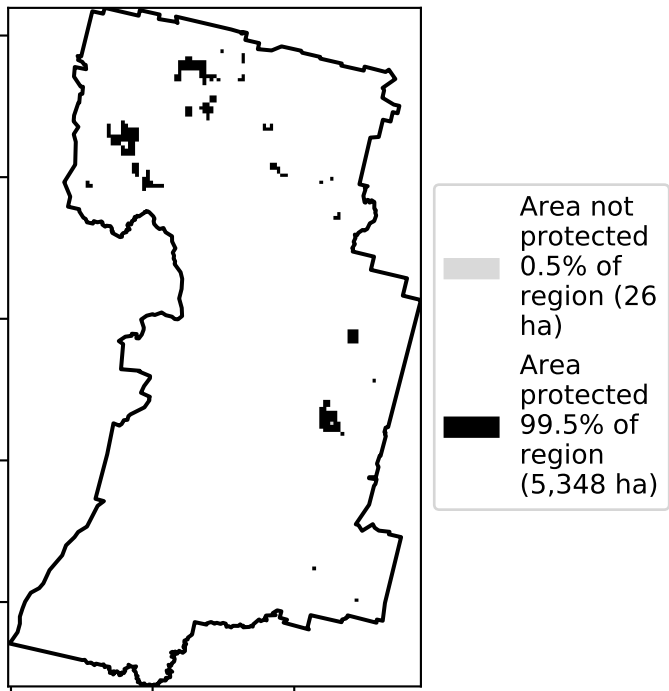 Area not
protected
0.5% of
region (26
ha)
Area
protected
99.5% of
region
(5,348 ha)